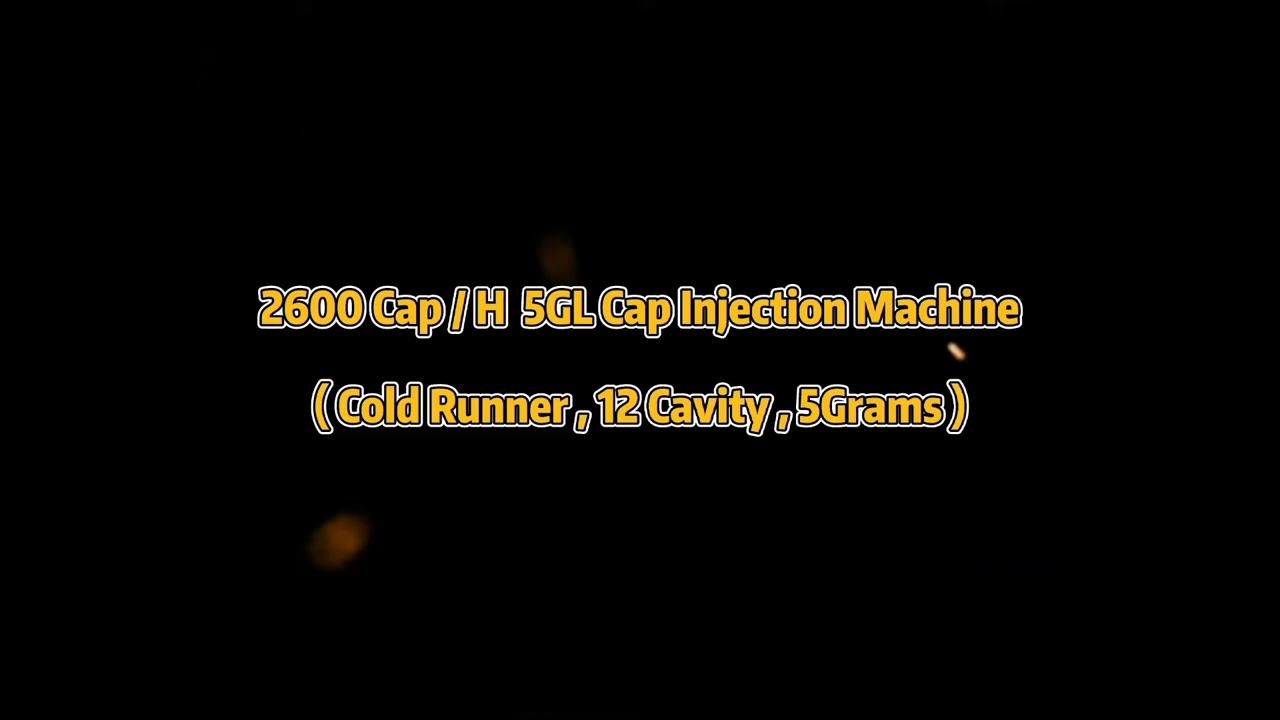 2600 Cap / H 5GL Cap Injection Machine
( Cold Runner , 12 Cavity , 5Grams )